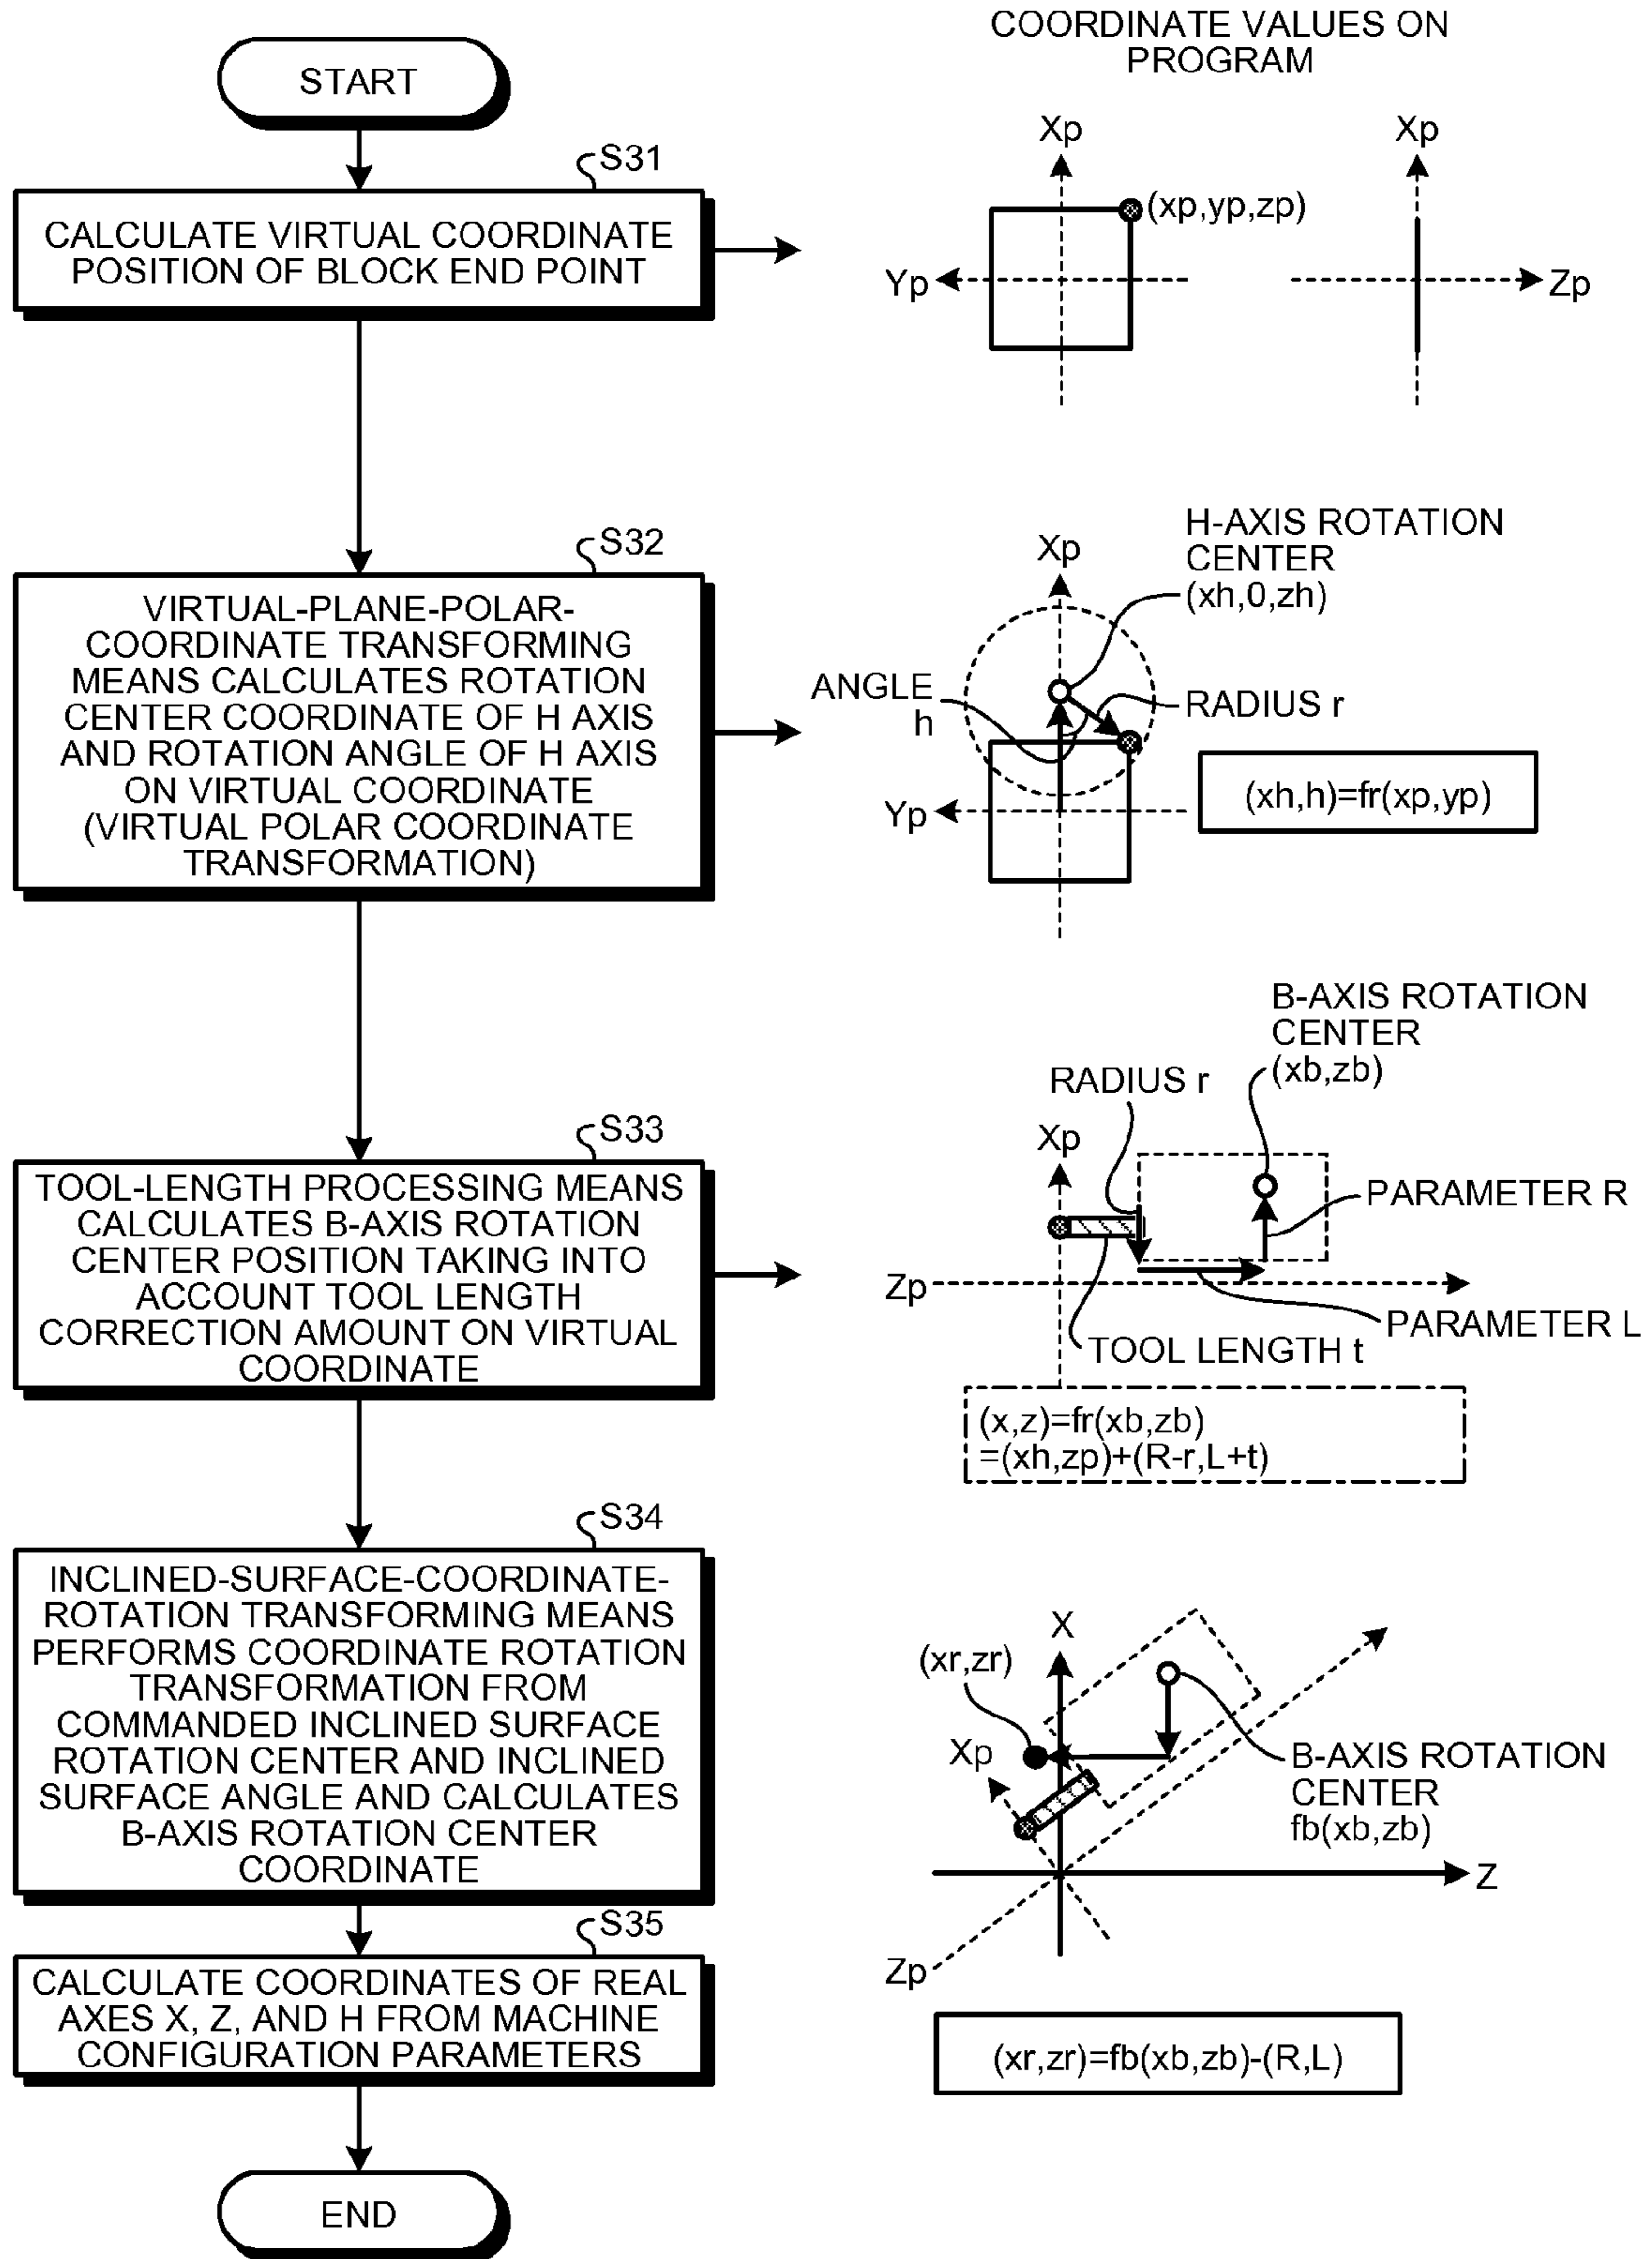 START
S31
CALCULATE VIRTUAL COORDINATE
POSITION OF BLOCK END POINT
COORDINATE VALUES ON
PROGRAM
Xp
Xp
(xp,yp,zp)
Yp
Zp
S32
VIRTUAL-PLANE-POLAR-
COORDINATE TRANSFORMING
MEANS CALCULATES ROTATION
CENTER COORDINATE OF H AXIS
AND ROTATION ANGLE OF H AXIS
ON VIRTUAL COORDINATE
(VIRTUAL POLAR COORDINATE
TRANSFORMATION)
H-AXIS ROTATION
CENTER
(xh,0,zh)
Xp
ANGLE
h
RADIUS r
Yp
(xh,h)=fr(xp,yp)
S33
TOOL-LENGTH PROCESSING MEANS
CALCULATES B-AXIS ROTATION
CENTER POSITION TAKING INTO
ACCOUNT TOOL LENGTH
CORRECTION AMOUNT ON VIRTUAL
COORDINATE
B-AXIS ROTATION
CENTER
(xb,zb)
RADIUS r
Xp
PARAMETER R
Zp
PARAMETER L
TOOL LENGTH t
(x,z)=fr(xb,zb)
=(xh,zp)+(R-r,L+t)
S34
INCLINED-SURFACE-COORDINATE-
ROTATION TRANSFORMING MEANS
PERFORMS COORDINATE ROTATION
TRANSFORMATION FROM
COMMANDED INCLINED SURFACE
ROTATION CENTER AND INCLINED
SURFACE ANGLE AND CALCULATES
B-AXIS ROTATION CENTER
COORDINATE
X
(xr,zr)
Xp
B-AXIS ROTATION
CENTER
fb(xb,zb)
Z
Zp
S35
CALCULATE COORDINATES OF REAL
AXES X, Z, AND H FROM MACHINE
CONFIGURATION PARAMETERS
(xr,zr)=fb(xb,zb)-(R,L)
END